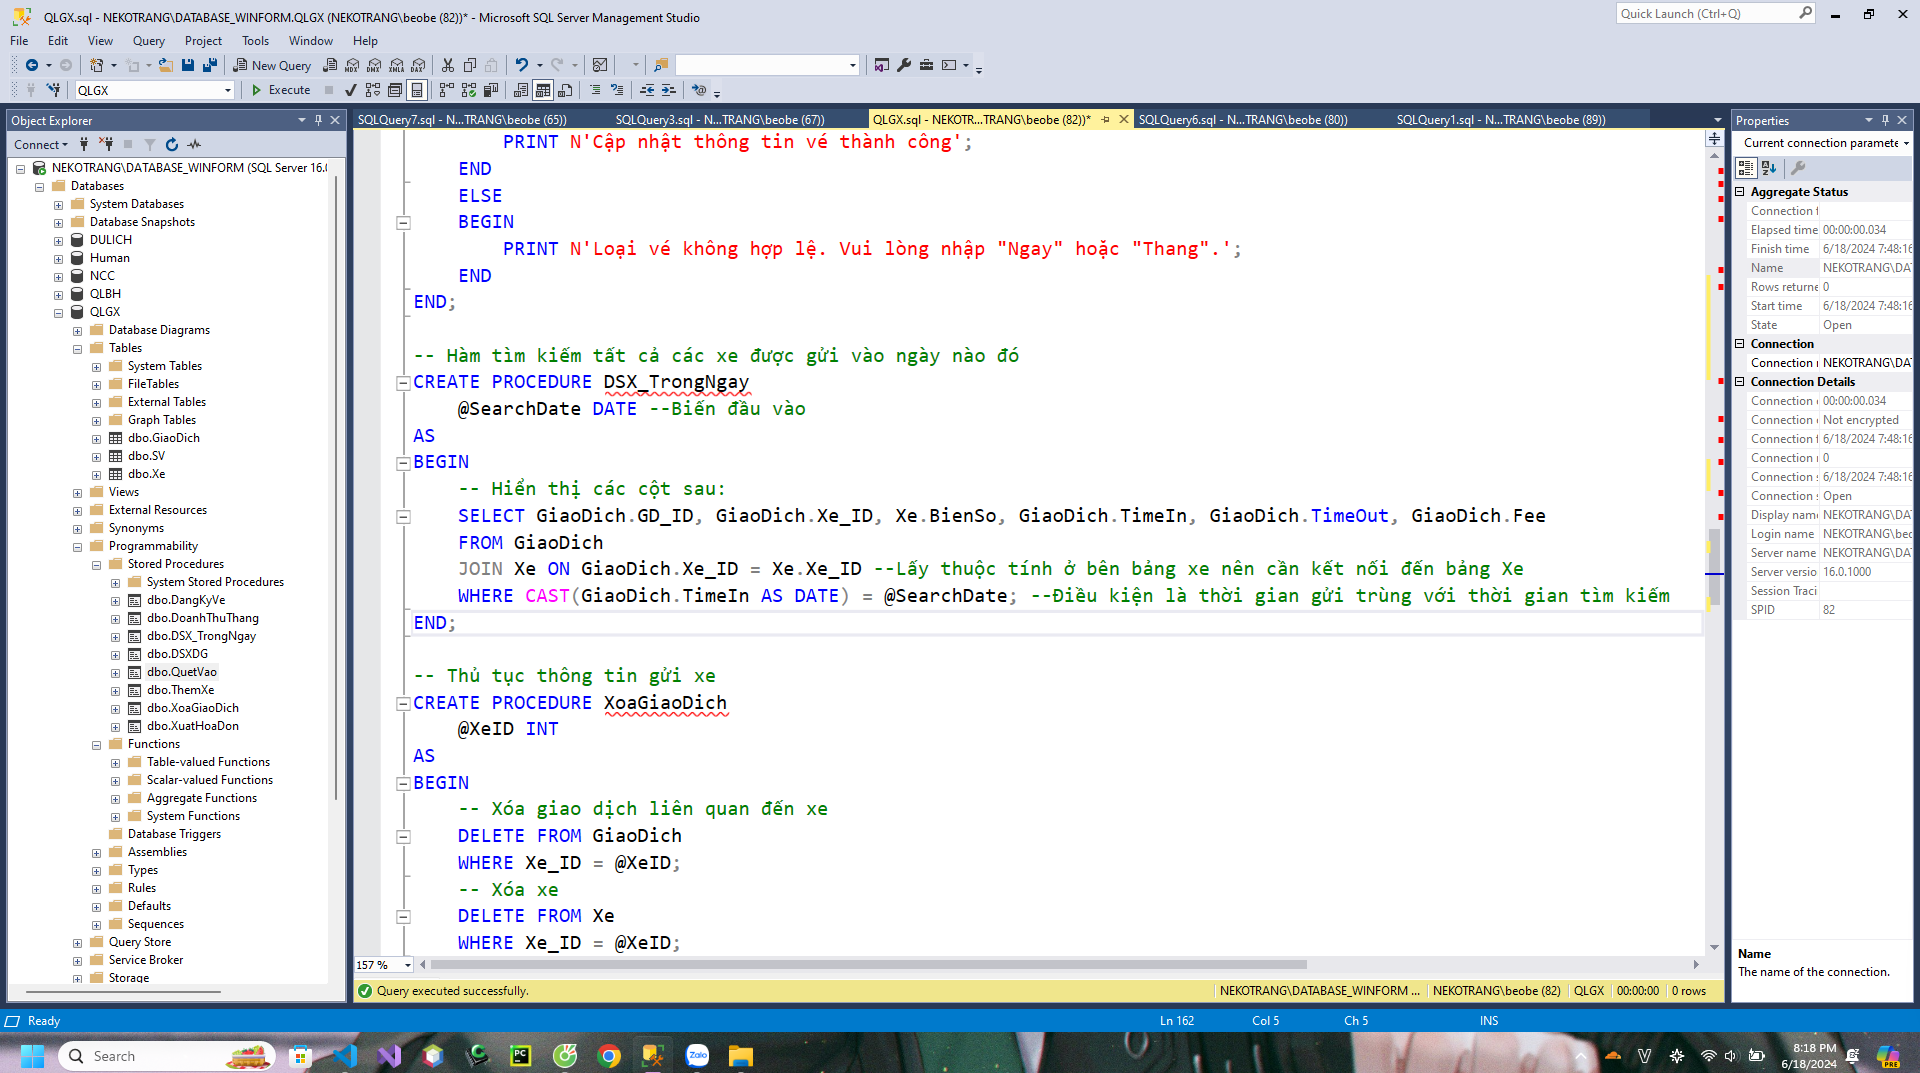 QLGX.sql - NEKOTRANG\DATABASE_WINFORM.QLGX (NEKOTRANG\beobe (82))* - Microsoft SQL Server Management Studio
Quick Launch (Ctrl+Q)
File Edit View Query Project Tools Window Help
New Query
MDX DMX XMLA DAX
QLGX
Execute
Object Explorer
Connect
NEKOTRANG\DATABASE_WINFORM (SQL Server 16.(
Databases
System Databases
Database Snapshots
DULICH
Human
NCC
QLBH
QLGX
Database Diagrams
Tables
System Tables
FileTables
External Tables
Graph Tables
dbo.GiaoDich
dbo.SV
dbo.Xe
Views
External Resources
Synonyms
Programmability
Stored Procedures
System Stored Procedures
dbo.DangKyVe
dbo.DoanhThuThang
dbo.DSX_TrongNgay
dbo.DSXDG
dbo.QuetVao
dbo.ThemXe
dbo.XoaGiaoDich
dbo.XuatHoaDon
Functions
Table-valued Functions
Scalar-valued Functions
Aggregate Functions
System Functions
Database Triggers
Assemblies
Types
Rules
Defaults
Sequences
Query Store
Service Broker
Storage
SQLQuery7.sql - N...TRANG\beobe (65))
SQLQuery3.sql - N...TRANG\beobe (67))
QLGX.sql - NEKOTR...TRANG\beobe (82))*
SQLQuery6.sql - N...TRANG\beobe (80))
SQLQuery1.sql - N...TRANG\beobe (89))
PRINT N'Cập nhật thông tin vé thành công';
END
ELSE
BEGIN
PRINT N'Loại vé không hợp lệ. Vui lòng nhập "Ngay" hoặc "Thang".';
END
END;
-- Hàm tìm kiếm tất cả các xe được gửi vào ngày nào đó
CREATE PROCEDURE DSX_TrongNgay
@SearchDate DATE --Biến đầu vào
AS
BEGIN
-- Hiển thị các cột sau:
SELECT GiaoDich.GD_ID, GiaoDich.Xe_ID, Xe.BienSo, GiaoDich.TimeIn, GiaoDich.TimeOut, GiaoDich.Fee
FROM GiaoDich
JOIN Xe ON GiaoDich.Xe_ID = Xe.Xe_ID --Lấy thuộc tính ở bên bảng xe nên cần kết nối đến bảng Xe
WHERE CAST(GiaoDich.TimeIn AS DATE) = @SearchDate; --Điều kiện là thời gian gửi trùng với thời gian tìm kiếm
END;
-- Thủ tục thông tin gửi xe
CREATE PROCEDURE XoaGiaoDich
@XeID INT
AS
BEGIN
-- Xóa giao dịch liên quan đến xe
DELETE FROM GiaoDich
WHERE Xe_ID = @XeID;
-- Xóa xe
DELETE FROM Xe
WHERE Xe_ID = @XeID;
157 %
Query executed successfully.
NEKOTRANG\DATABASE_WINFORM ... NEKOTRANG\beobe (82) QLGX 00:00:00 0 rows
Properties
Current connection paramete
Aggregate Status
Connection f
Elapsed time 00:00:00.034
Finish time 6/18/2024 7:48:16
Name NEKOTRANG\DA
Rows returne 0
Start time 6/18/2024 7:48:16
State Open
Connection
Connection n NEKOTRANG\DA
Connection Details
Connection 00:00:00.034
Connection Not encrypted
Connection f 6/18/2024 7:48:16
Connection 0
Connection s 6/18/2024 7:48:16
Connection s Open
Display nam NEKOTRANG\DA
Login name NEKOTRANG\beo
Server name NEKOTRANG\DA
Server versio 16.0.1000
Session Traci
SPID 82
Name
The name of the connection.
Ready
Ln 162 Col 5 Ch 5 INS
Search
PC
Zalo
8:18 PM
6/18/2024
PRE